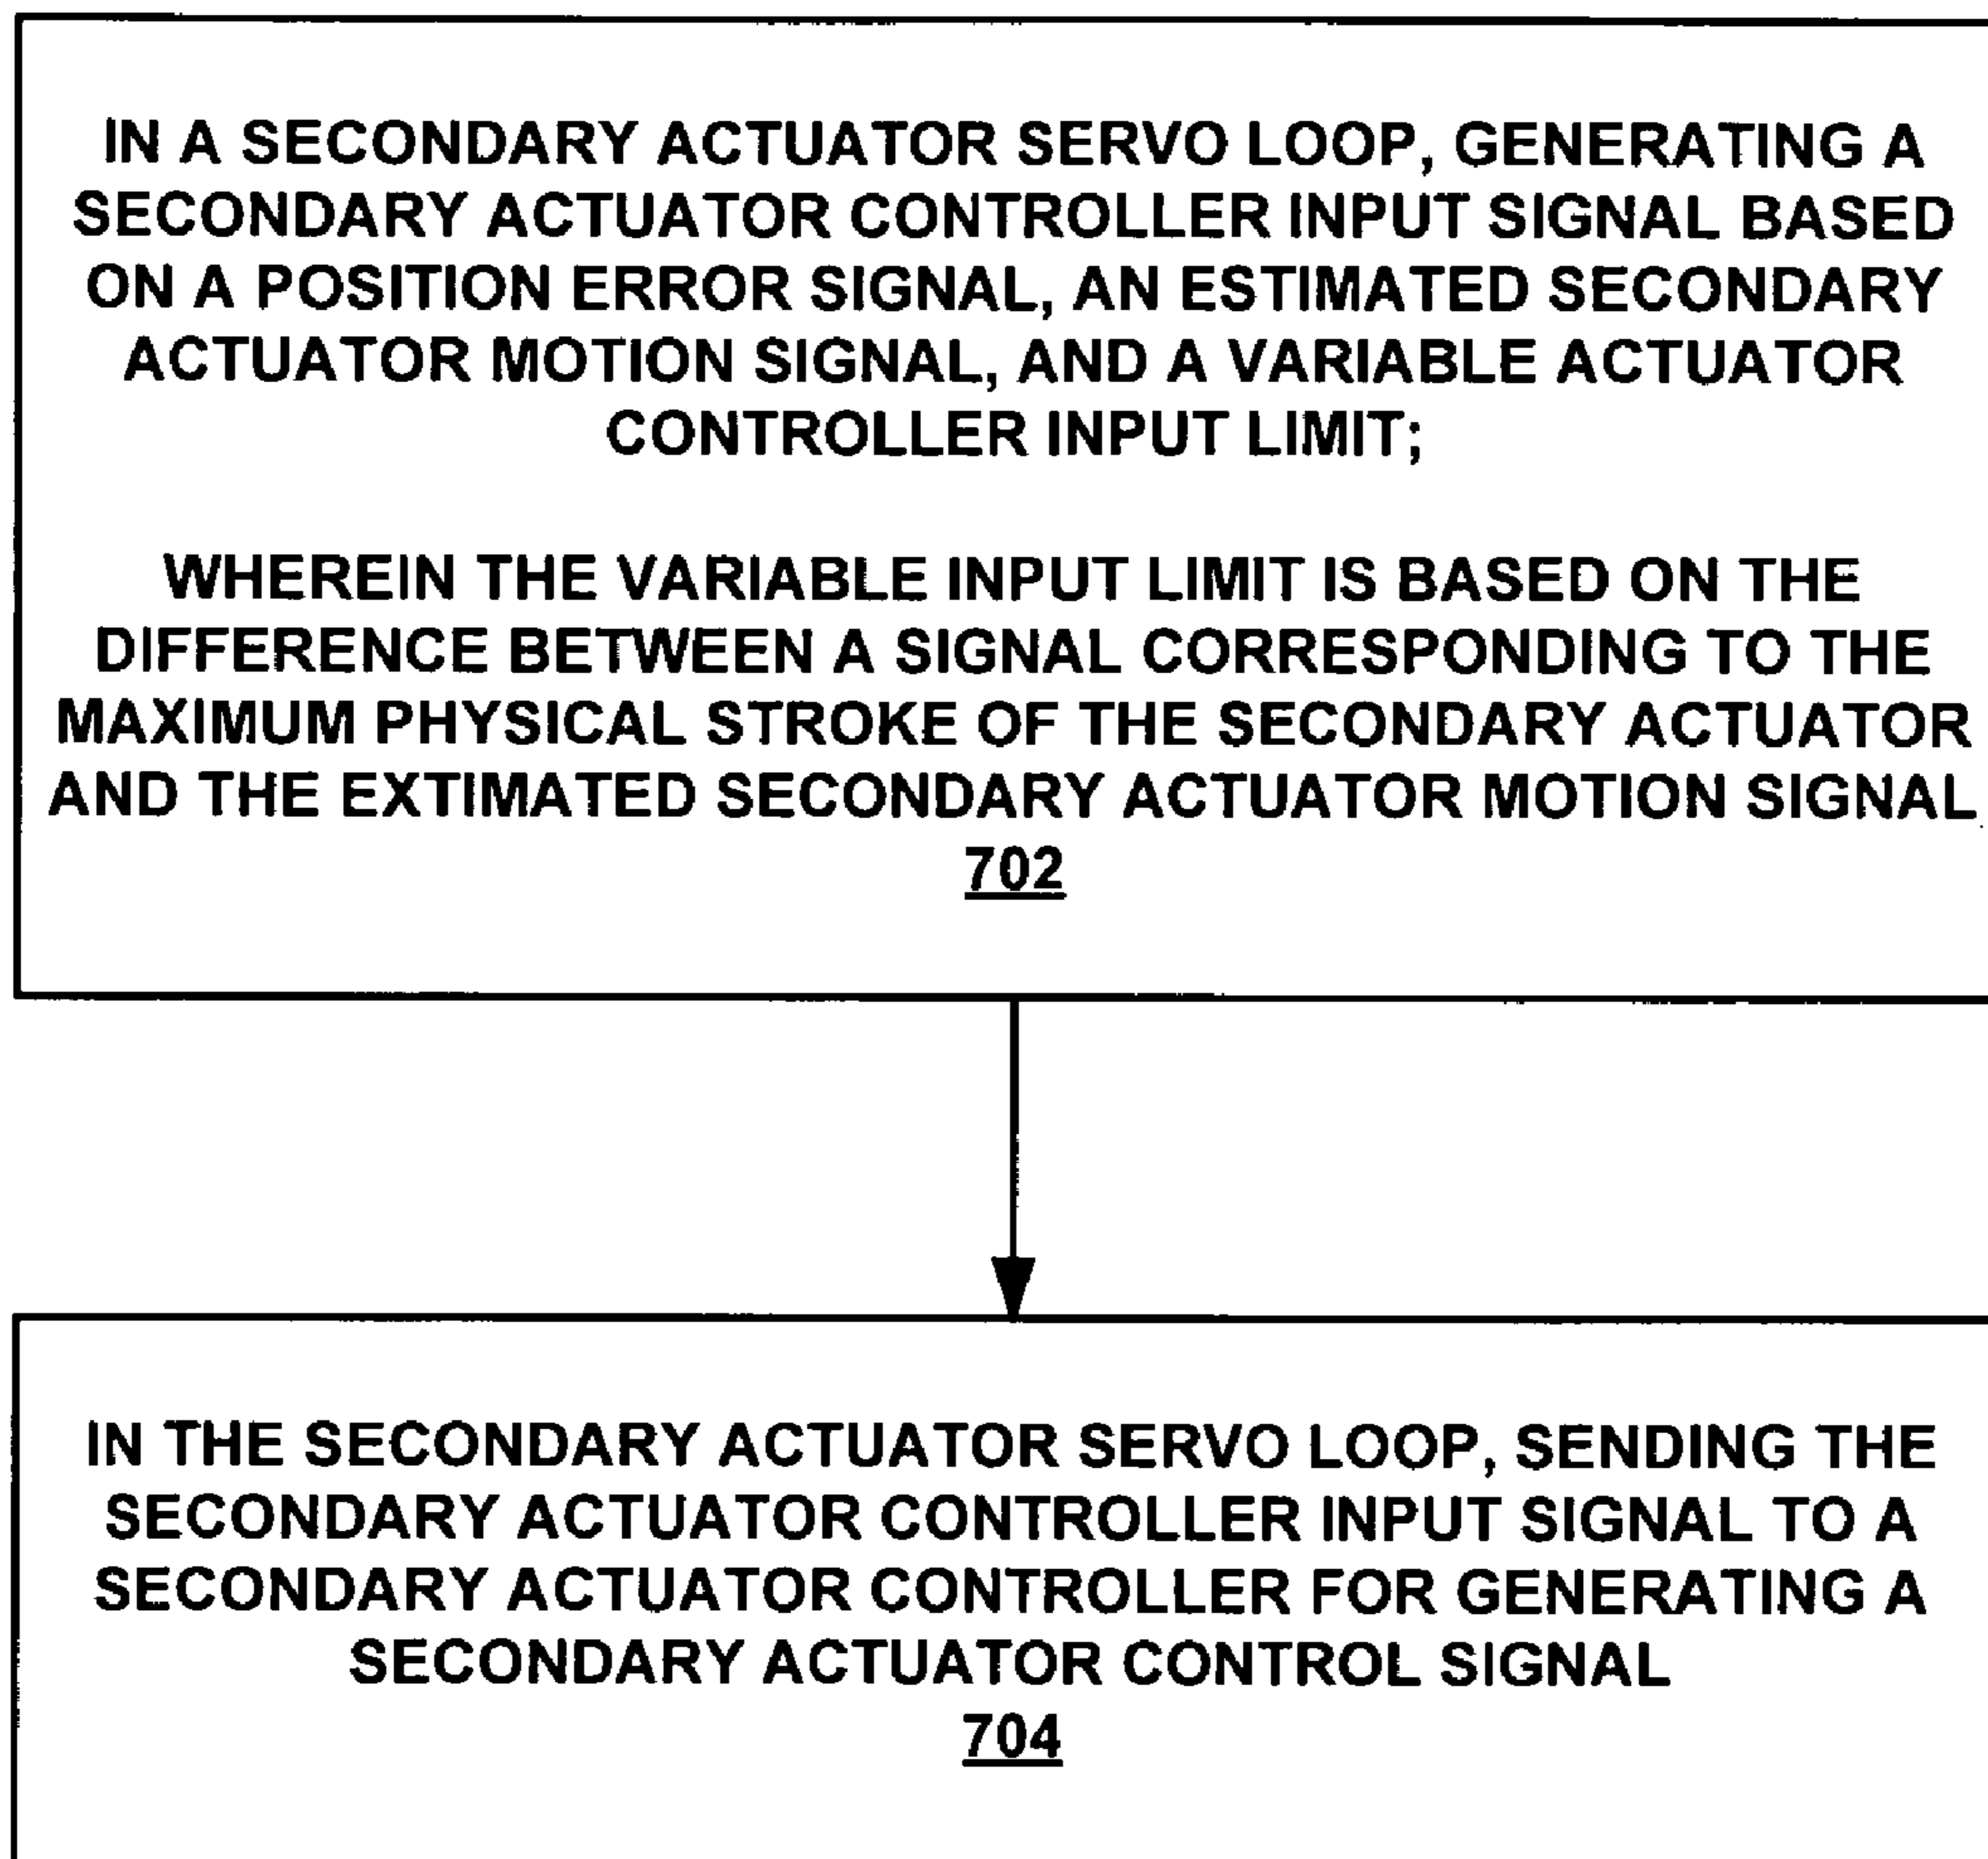 IN A SECONDARY ACTUATOR SERVO LOOP, GENERATING A
SECONDARY ACTUATOR CONTROLLER INPUT SIGNAL BASED
ON A POSITION ERROR SIGNAL, AN ESTIMATED SECONDARY
ACTUATOR MOTION SIGNAL, AND A VARIABLE ACTUATOR
CONTROLLER INPUT LIMIT;
WHEREIN THE VARIABLE INPUT LIMIT IS BASED ON THE
DIFFERENCE BETWEEN A SIGNAL CORRESPONDING TO THE
MAXIMUM PHYSICAL STROKE OF THE SECONDARY ACTUATOR
AND THE EXTIMATED SECONDARY ACTUATOR MOTION SIGNAL
702
IN THE SECONDARY ACTUATOR SERVO LOOP, SENDING THE
SECONDARY ACTUATOR CONTROLLER INPUT SIGNAL TO A
SECONDARY ACTUATOR CONTROLLER FOR GENERATING A
SECONDARY ACTUATOR CONTROL SIGNAL
704